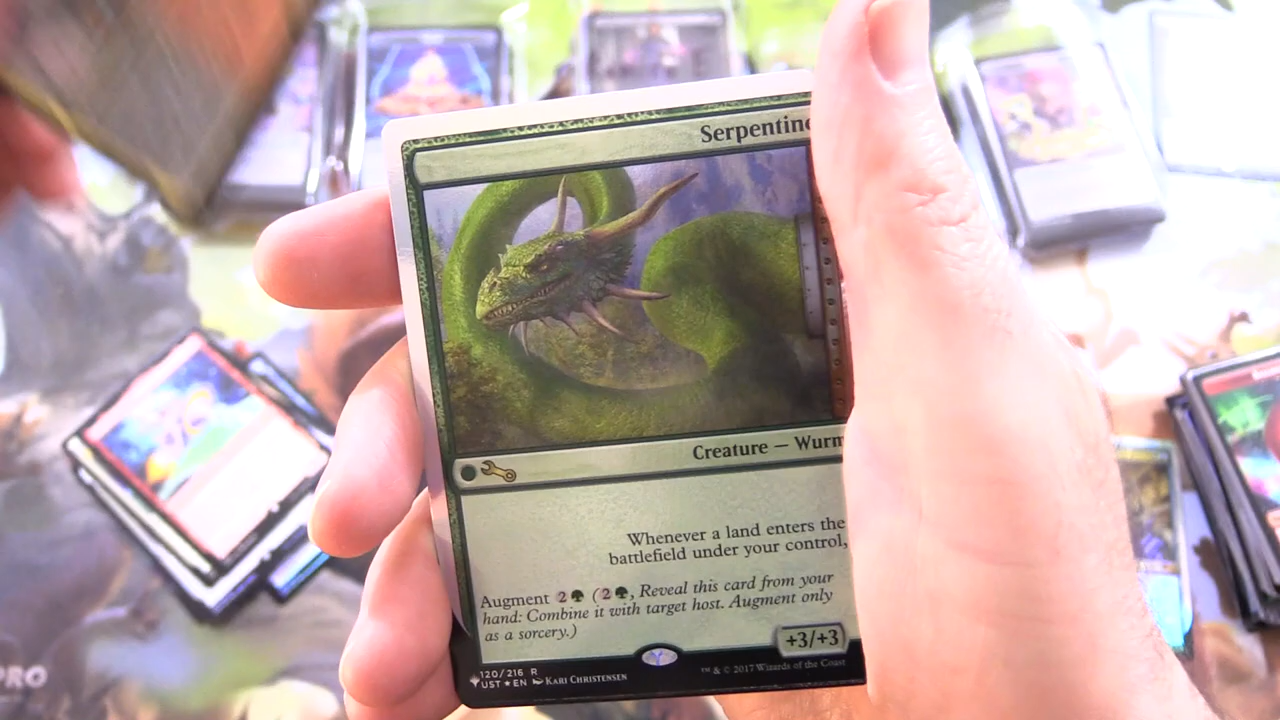 Serpentine
Creature — Wurm
Whenever a land enters the
battlefield under your control,
Augment 2 (2, Reveal this card from your
hand: Combine it with target host. Augment only
as a sorcery.)
+3/+3
120/216 R
UST ★ EN Kari Christensen
™ & © 2017 Wizards of the Coast
PRO